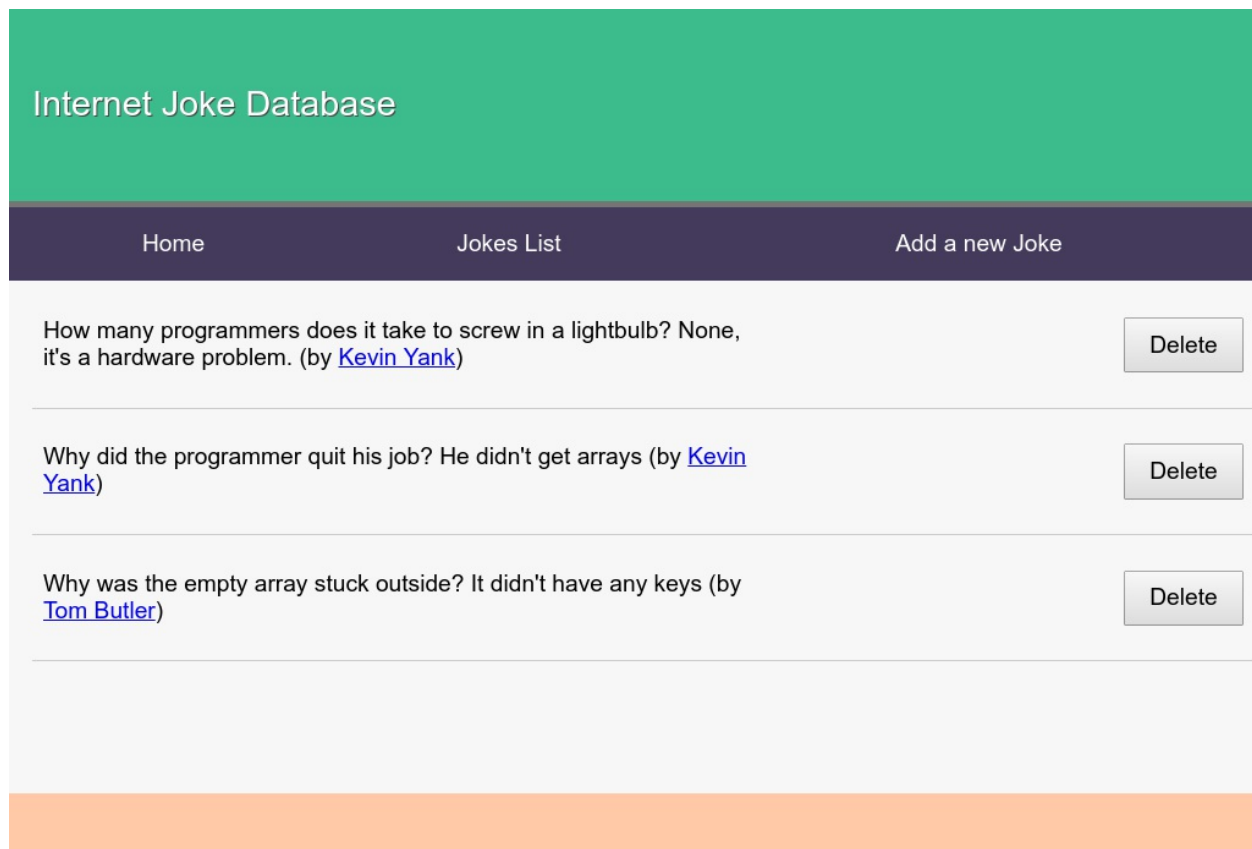 Internet Joke Database
Home Jokes List Add a new Joke
How many programmers does it take to screw in a lightbulb? None,
it's a hardware problem. (by Kevin Yank)
Delete
Why did the programmer quit his job? He didn't get arrays (by Kevin
Yank)
Delete
Why was the empty array stuck outside? It didn't have any keys (by
Tom Butler)
Delete